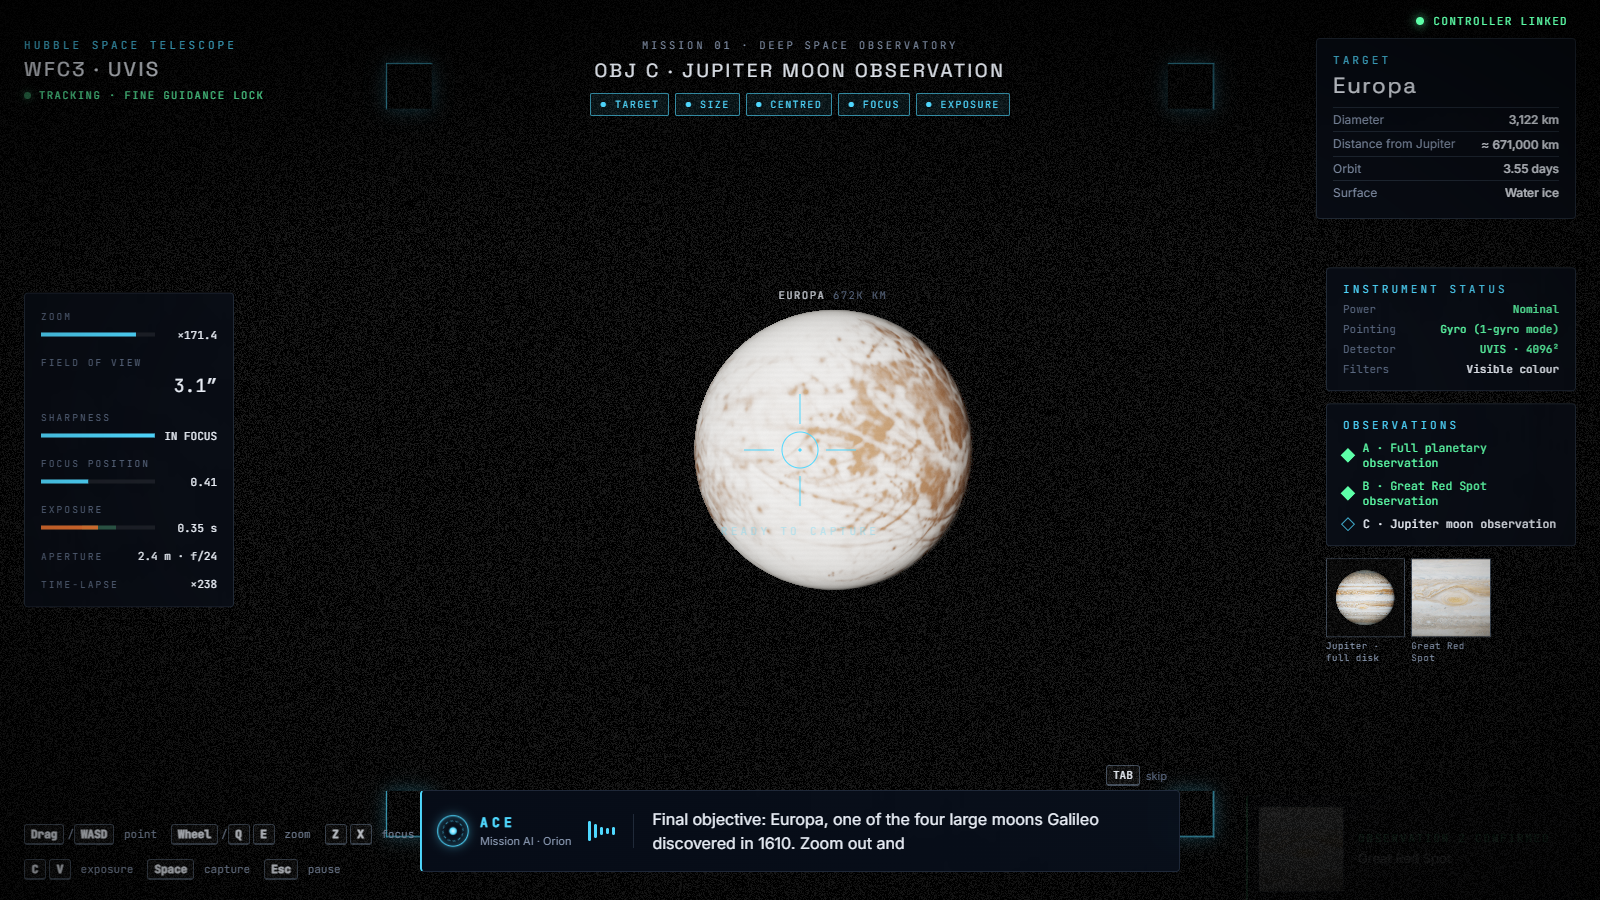 CONTROLLER LINKED
HUBBLE SPACE TELESCOPE
WFC3 · UVIS
TRACKING · FINE GUIDANCE LOCK
MISSION 01 · DEEP SPACE OBSERVATORY
OBJ C · JUPITER MOON OBSERVATION
TARGET SIZE CENTRED FOCUS EXPOSURE
TARGET
Europa
Diameter 3,122 km
Distance from Jupiter ≈ 671,000 km
Orbit 3.55 days
Surface Water ice
EUROPA 672K KM
READY TO CAPTURE
ZOOM
×171.4
FIELD OF VIEW
3.1″
SHARPNESS
IN FOCUS
FOCUS POSITION
0.41
EXPOSURE
0.35 s
APERTURE 2.4 m · f/24
TIME-LAPSE ×238
INSTRUMENT STATUS
Power Nominal
Pointing Gyro (1-gyro mode)
Detector UVIS · 4096²
Filters Visible colour
OBSERVATIONS
A · Full planetary
observation
B · Great Red Spot
observation
C · Jupiter moon observation
Jupiter · Great Red
full disk Spot
TAB skip
ACE
Mission AI · Orion
Final objective: Europa, one of the four large moons Galileo
discovered in 1610. Zoom out and
Drag / WASD point Wheel / Q E zoom Z X focus
C V exposure Space capture Esc pause
Great Red Spot